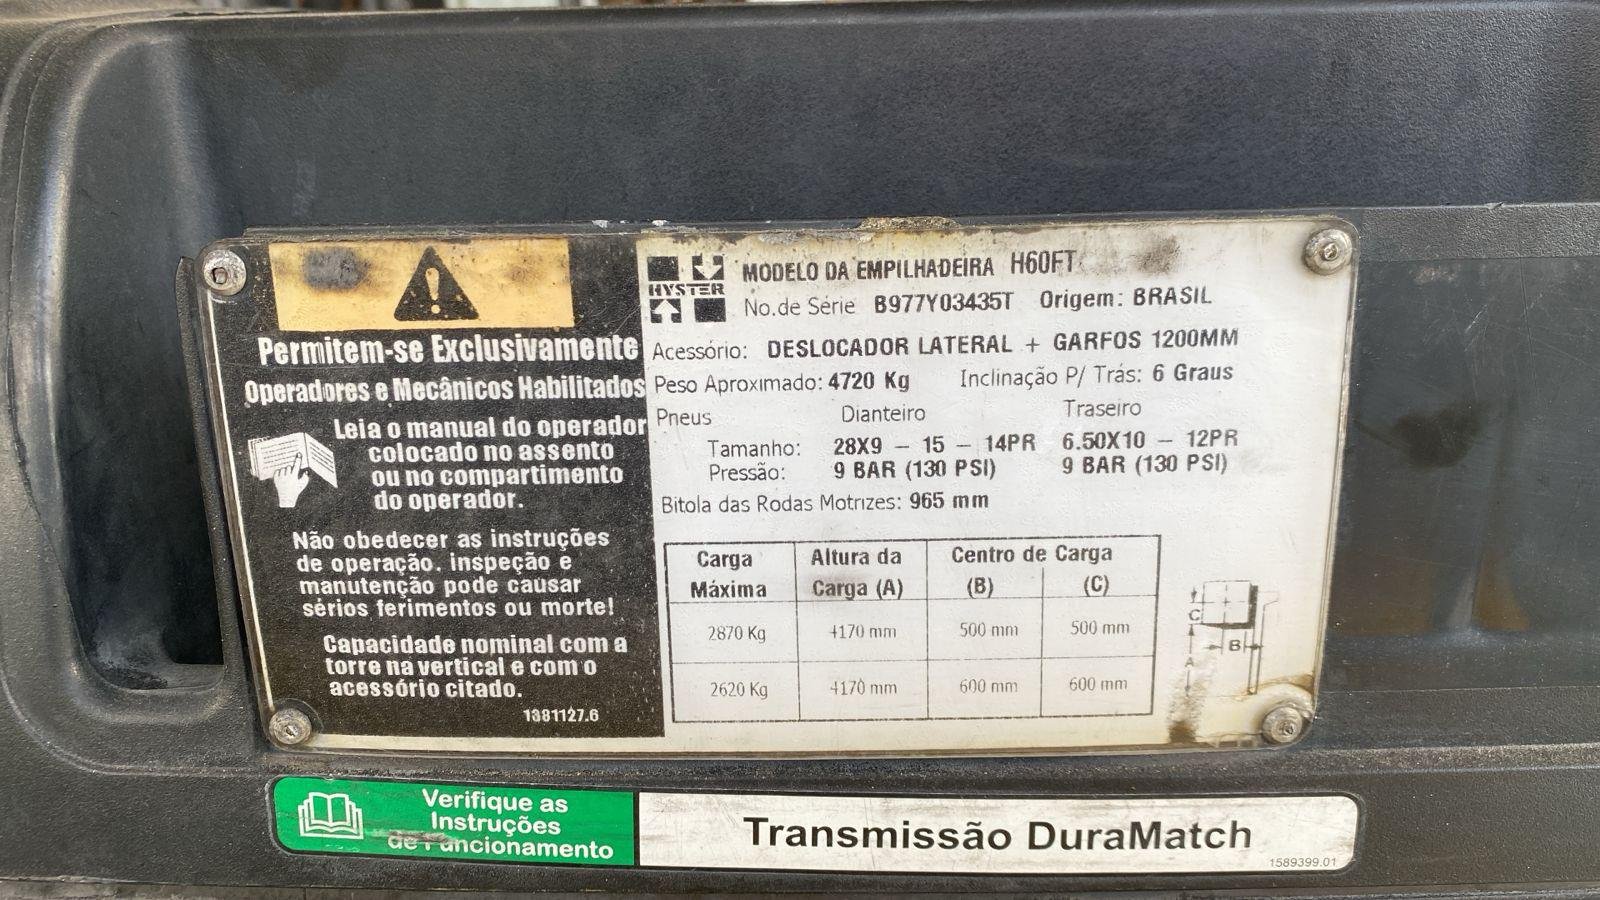 Permitem-se Exclusivamente
Operadores e Mecânicos Habilitados
Leia o manual do operador
colocado no assento
ou no compartimento
do operador.
Não obedecer as instruções
de operação, inspeção e
manutenção pode causar
sérios ferimentos ou morte!
Capacidade nominal com a
torre na vertical e com o
acessório citado.
1381127.6
HYSTER
MODELO DA EMPILHADEIRA H60FT
No.de Série B977Y03435T Origem: BRASIL
Acessório: DESLOCADOR LATERAL + GARFOS 1200MM
Peso Aproximado: 4720 Kg Inclinação P/ Trás: 6 Graus
Pneus Dianteiro Traseiro
Tamanho: 28X9 - 15 - 14PR 6.50X10 - 12PR
Pressão: 9 BAR (130 PSI) 9 BAR (130 PSI)
Bitola das Rodas Motrizes: 965 mm
Carga Máxima Altura da Carga (A) Centro de Carga (B) (C)
2870 Kg 4170 mm 500 mm 500 mm
2620 Kg 4170 mm 600 mm 600 mm
C
B
A
Verifique as
Instruções
de Funcionamento
Transmissão DuraMatch
1589399.01